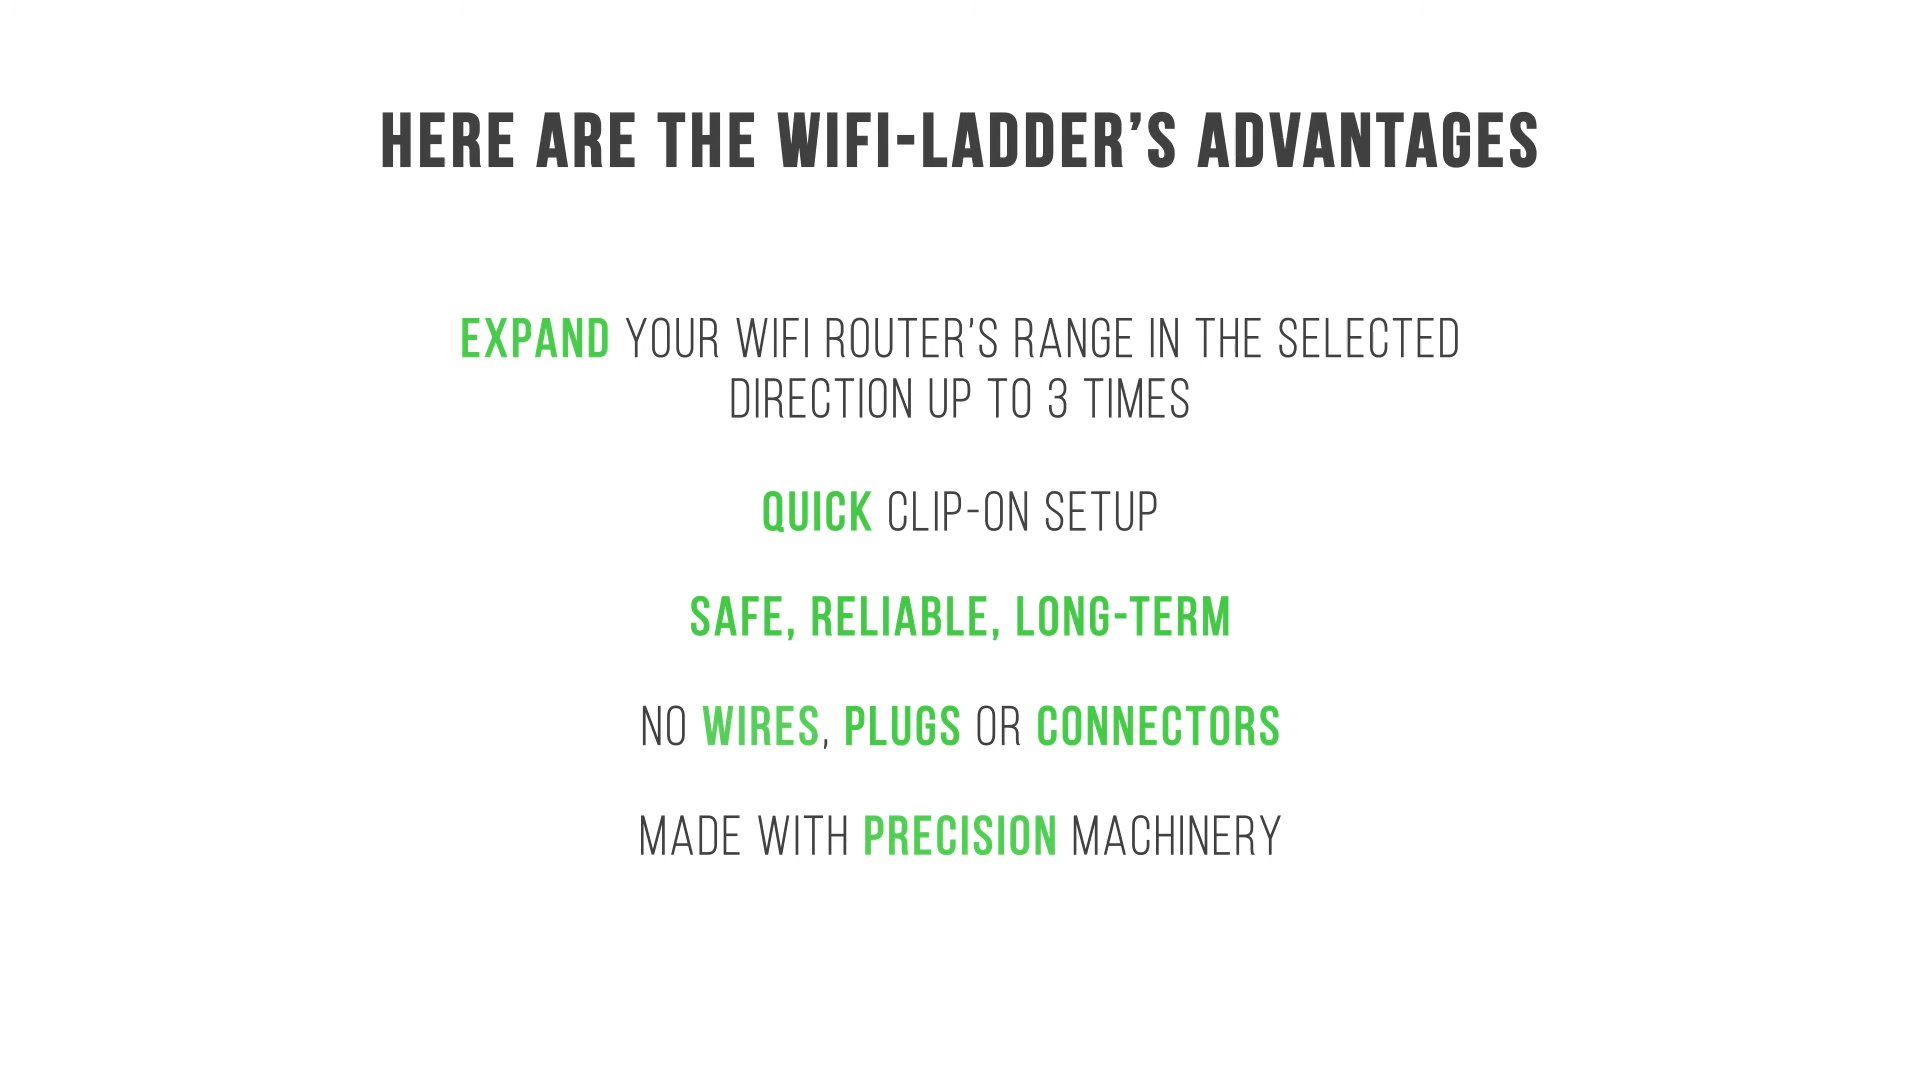 HERE ARE THE WIFI-LADDER’S ADVANTAGES
EXPAND YOUR WIFI ROUTER’S RANGE IN THE SELECTED
DIRECTION UP TO 3 TIMES
QUICK CLIP-ON SETUP
SAFE, RELIABLE, LONG-TERM
NO WIRES, PLUGS OR CONNECTORS
MADE WITH PRECISION MACHINERY